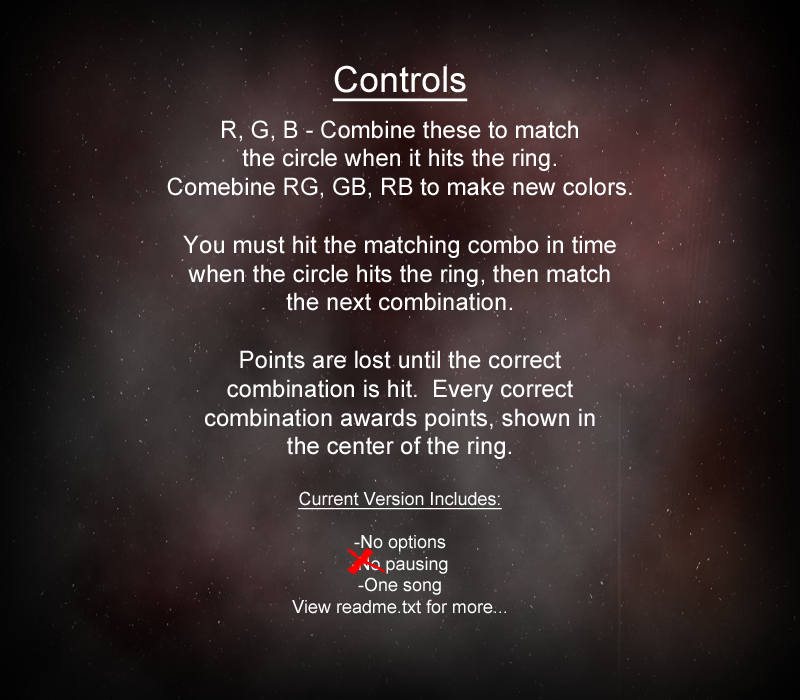 Controls
R, G, B - Combine these to match
the circle when it hits the ring.
Comebine RG, GB, RB to make new colors.
You must hit the matching combo in time
when the circle hits the ring, then match
the next combination.
Points are lost until the correct
combination is hit.  Every correct
combination awards points, shown in
the center of the ring.
Current Version Includes:
-No options
-No pausing
-One song
View readme.txt for more...